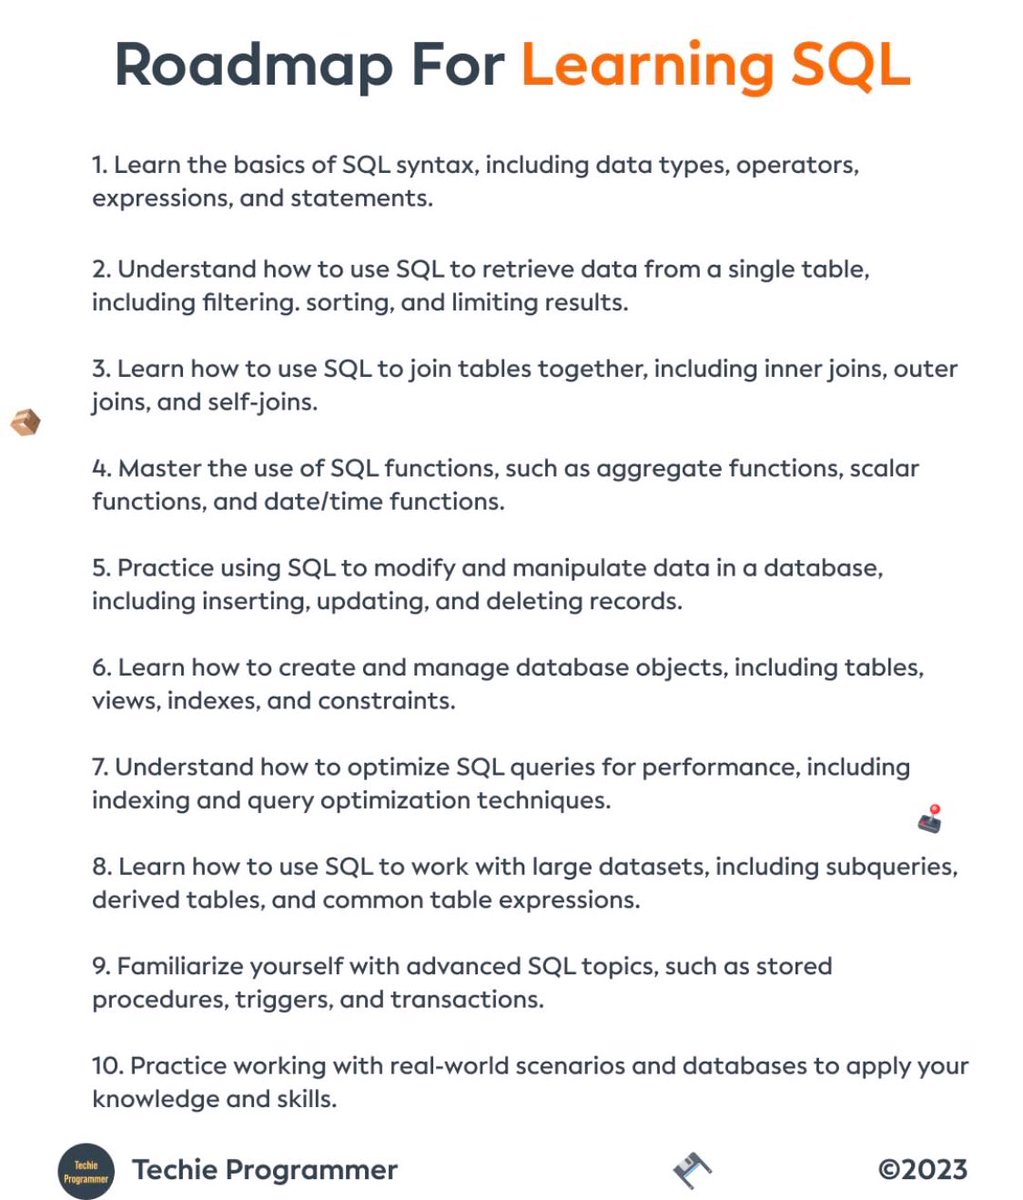 Roadmap For Learning SQL
1. Learn the basics of SQL syntax, including data types, operators,
expressions, and statements.
2. Understand how to use SQL to retrieve data from a single table,
including filtering. sorting, and limiting results.
3. Learn how to use SQL to join tables together, including inner joins, outer
joins, and self-joins.
4. Master the use of SQL functions, such as aggregate functions, scalar
functions, and date/time functions.
5. Practice using SQL to modify and manipulate data in a database,
including inserting, updating, and deleting records.
6. Learn how to create and manage database objects, including tables,
views, indexes, and constraints.
7. Understand how to optimize SQL queries for performance, including
indexing and query optimization techniques.
8. Learn how to use SQL to work with large datasets, including subqueries,
derived tables, and common table expressions.
9. Familiarize yourself with advanced SQL topics, such as stored
procedures, triggers, and transactions.
10. Practice working with real-world scenarios and databases to apply your
knowledge and skills.
Techie
Programmer
Techie Programmer
©2023